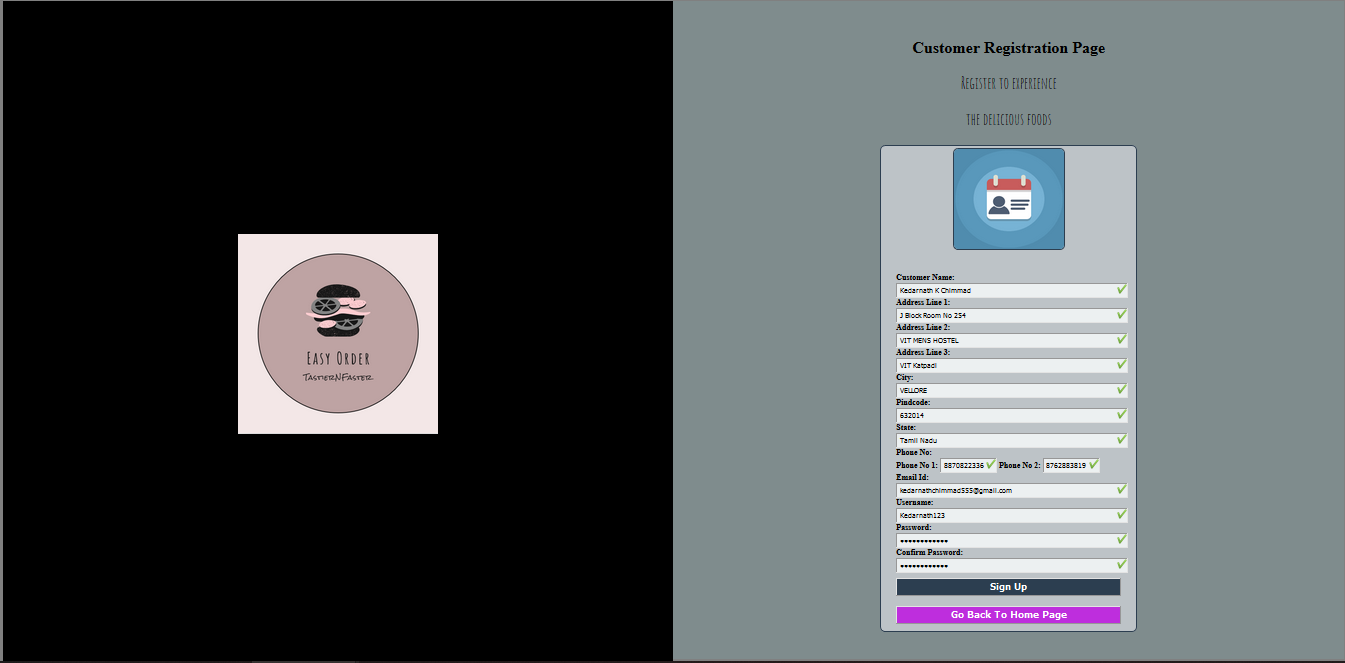 Easy Order
TastierNFaster
Customer Registration Page
Register to experience
the delicious foods
Customer Name:
Kedarnath K Chimmad
Address Line 1:
J Block Room No 254
Address Line 2:
VIT MENS HOSTEL
Address Line 3:
VIT Katpadi
City:
VELLORE
Pindcode:
632014
State:
Tamil Nadu
Phone No:
Phone No 1: 8870822336 Phone No 2: 8762883819
Email Id:
kedarnathchimmad555@gmail.com
Username:
Kedarnath123
Password:
••••••••••••
Confirm Password:
••••••••••••
Sign Up
Go Back To Home Page